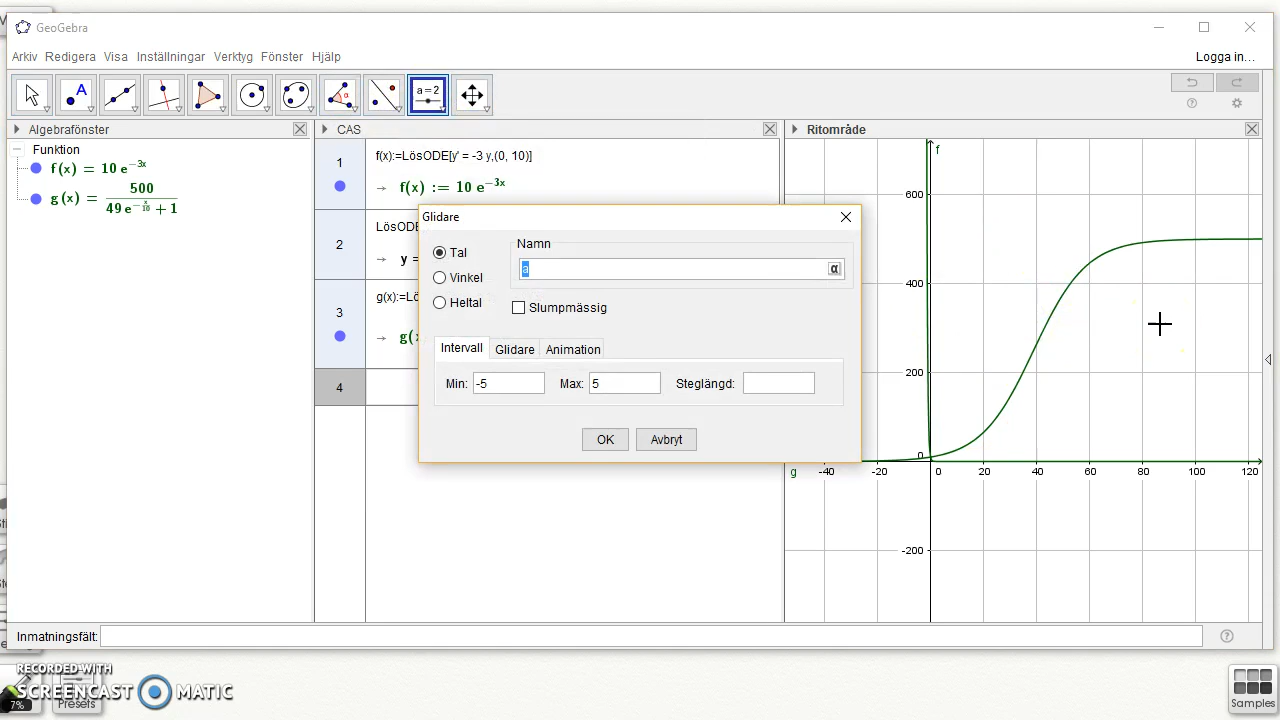 GeoGebra
Arkiv Redigera Visa Inställningar Verktyg Fönster Hjälp
Logga in...
A
α
a=2
Algebrafönster
CAS
Ritområde
Funktion
f(x) = 10 e^{-3x}
g(x) = 500 / (49 e^{-x/10} + 1)
1
f(x):=LösODE[y' = -3 y,(0, 10)]
→ f(x) := 10 e^{-3x}
2
LösODE
→ y =
3
g(x):=Lö
→ g(x
4
Glidare
Tal
Vinkel
Heltal
Namn
a
α
Slumpmässig
Intervall Glidare Animation
Min: -5 Max: 5 Steglängd:
OK Avbryt
f
600
400
200
0
-200
g
-40 -20 0 20 40 60 80 100 120
Inmatningsfält:
RECORDED WITH
SCREENCAST MATIC
7%
Presets
Samples